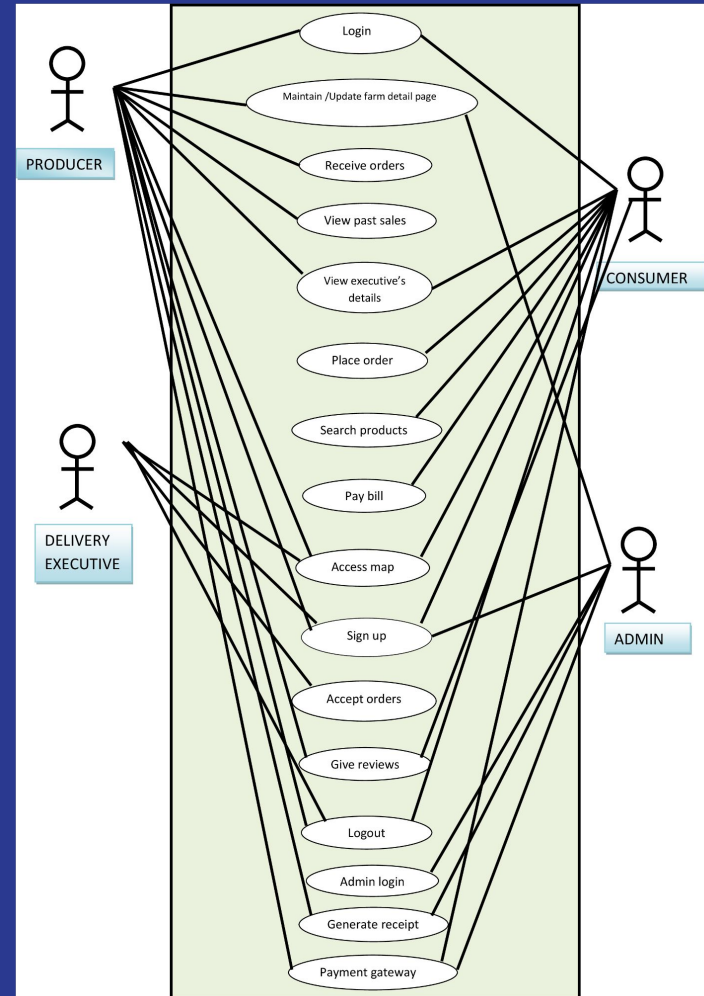 Login
Maintain /Update farm detail page
PRODUCER
Receive orders
View past sales
CONSUMER
View executive's
details
Place order
Search products
Pay bill
DELIVERY
EXECUTIVE
Access map
Sign up
ADMIN
Accept orders
Give reviews
Logout
Admin login
Generate receipt
Payment gateway